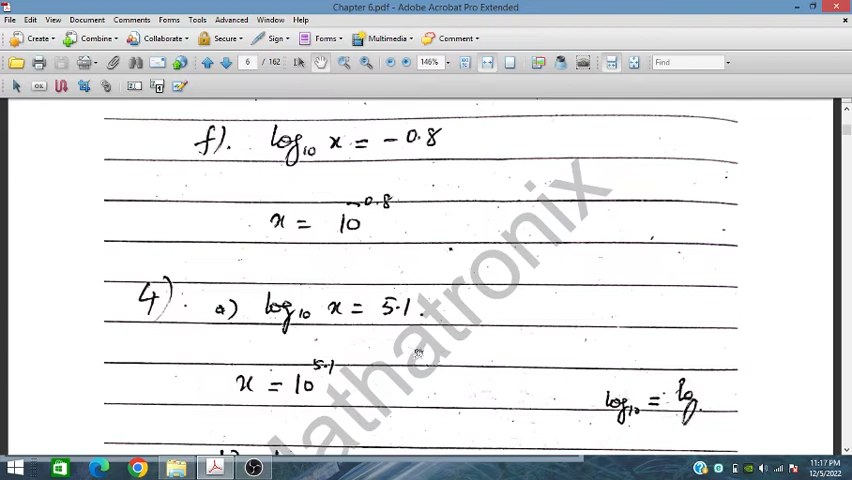 Chapter 6.pdf - Adobe Acrobat Pro Extended
File Edit View Document Comments Forms Tools Advanced Window Help
Create Combine Collaborate Secure Sign Forms Multimedia Comment
6 / 162 146% Find
f). log₁₀ x = -0.8
x = 10^-0.8
4). a) log₁₀ x = 5.1.
x = 10^5.1
log₁₀ = log.
Mathatronix
11:17 PM
12/5/2022